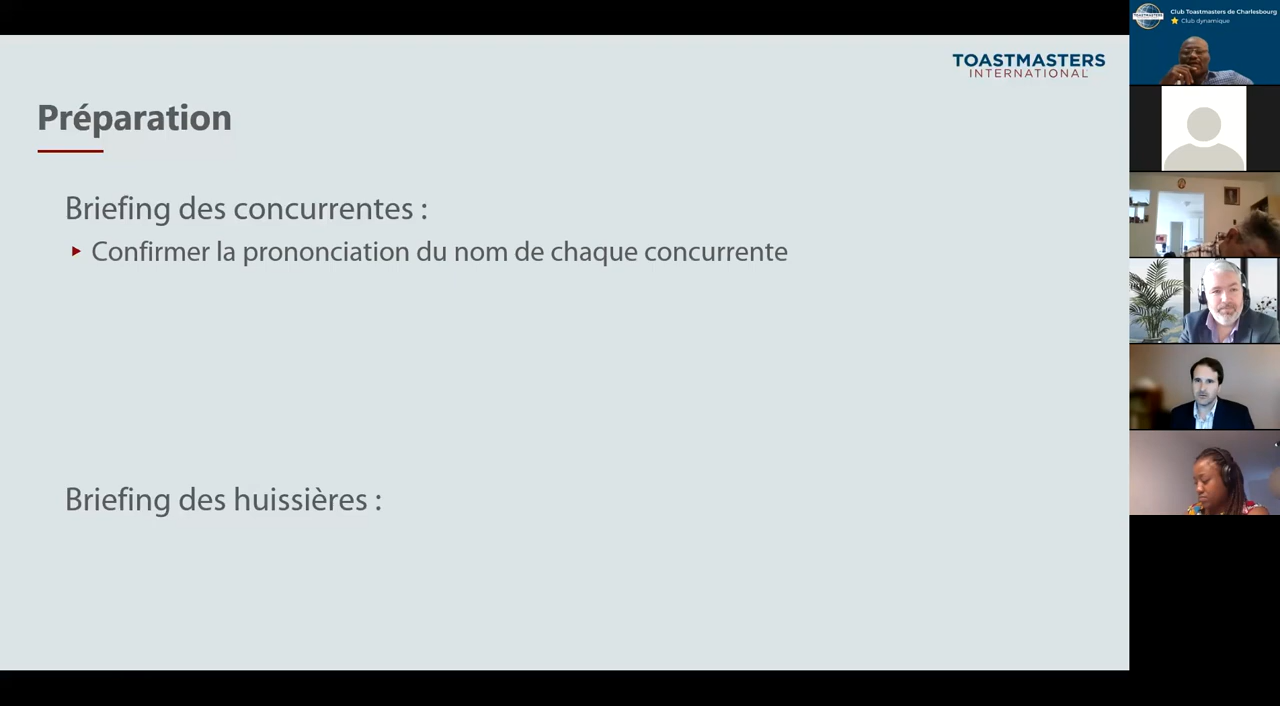 TOASTMASTERS
INTERNATIONAL
Préparation
Briefing des concurrentes :
Confirmer la prononciation du nom de chaque concurrente
Briefing des huissières :
TOASTMASTERS
Club Toastmasters de Charlesbourg
Club dynamique